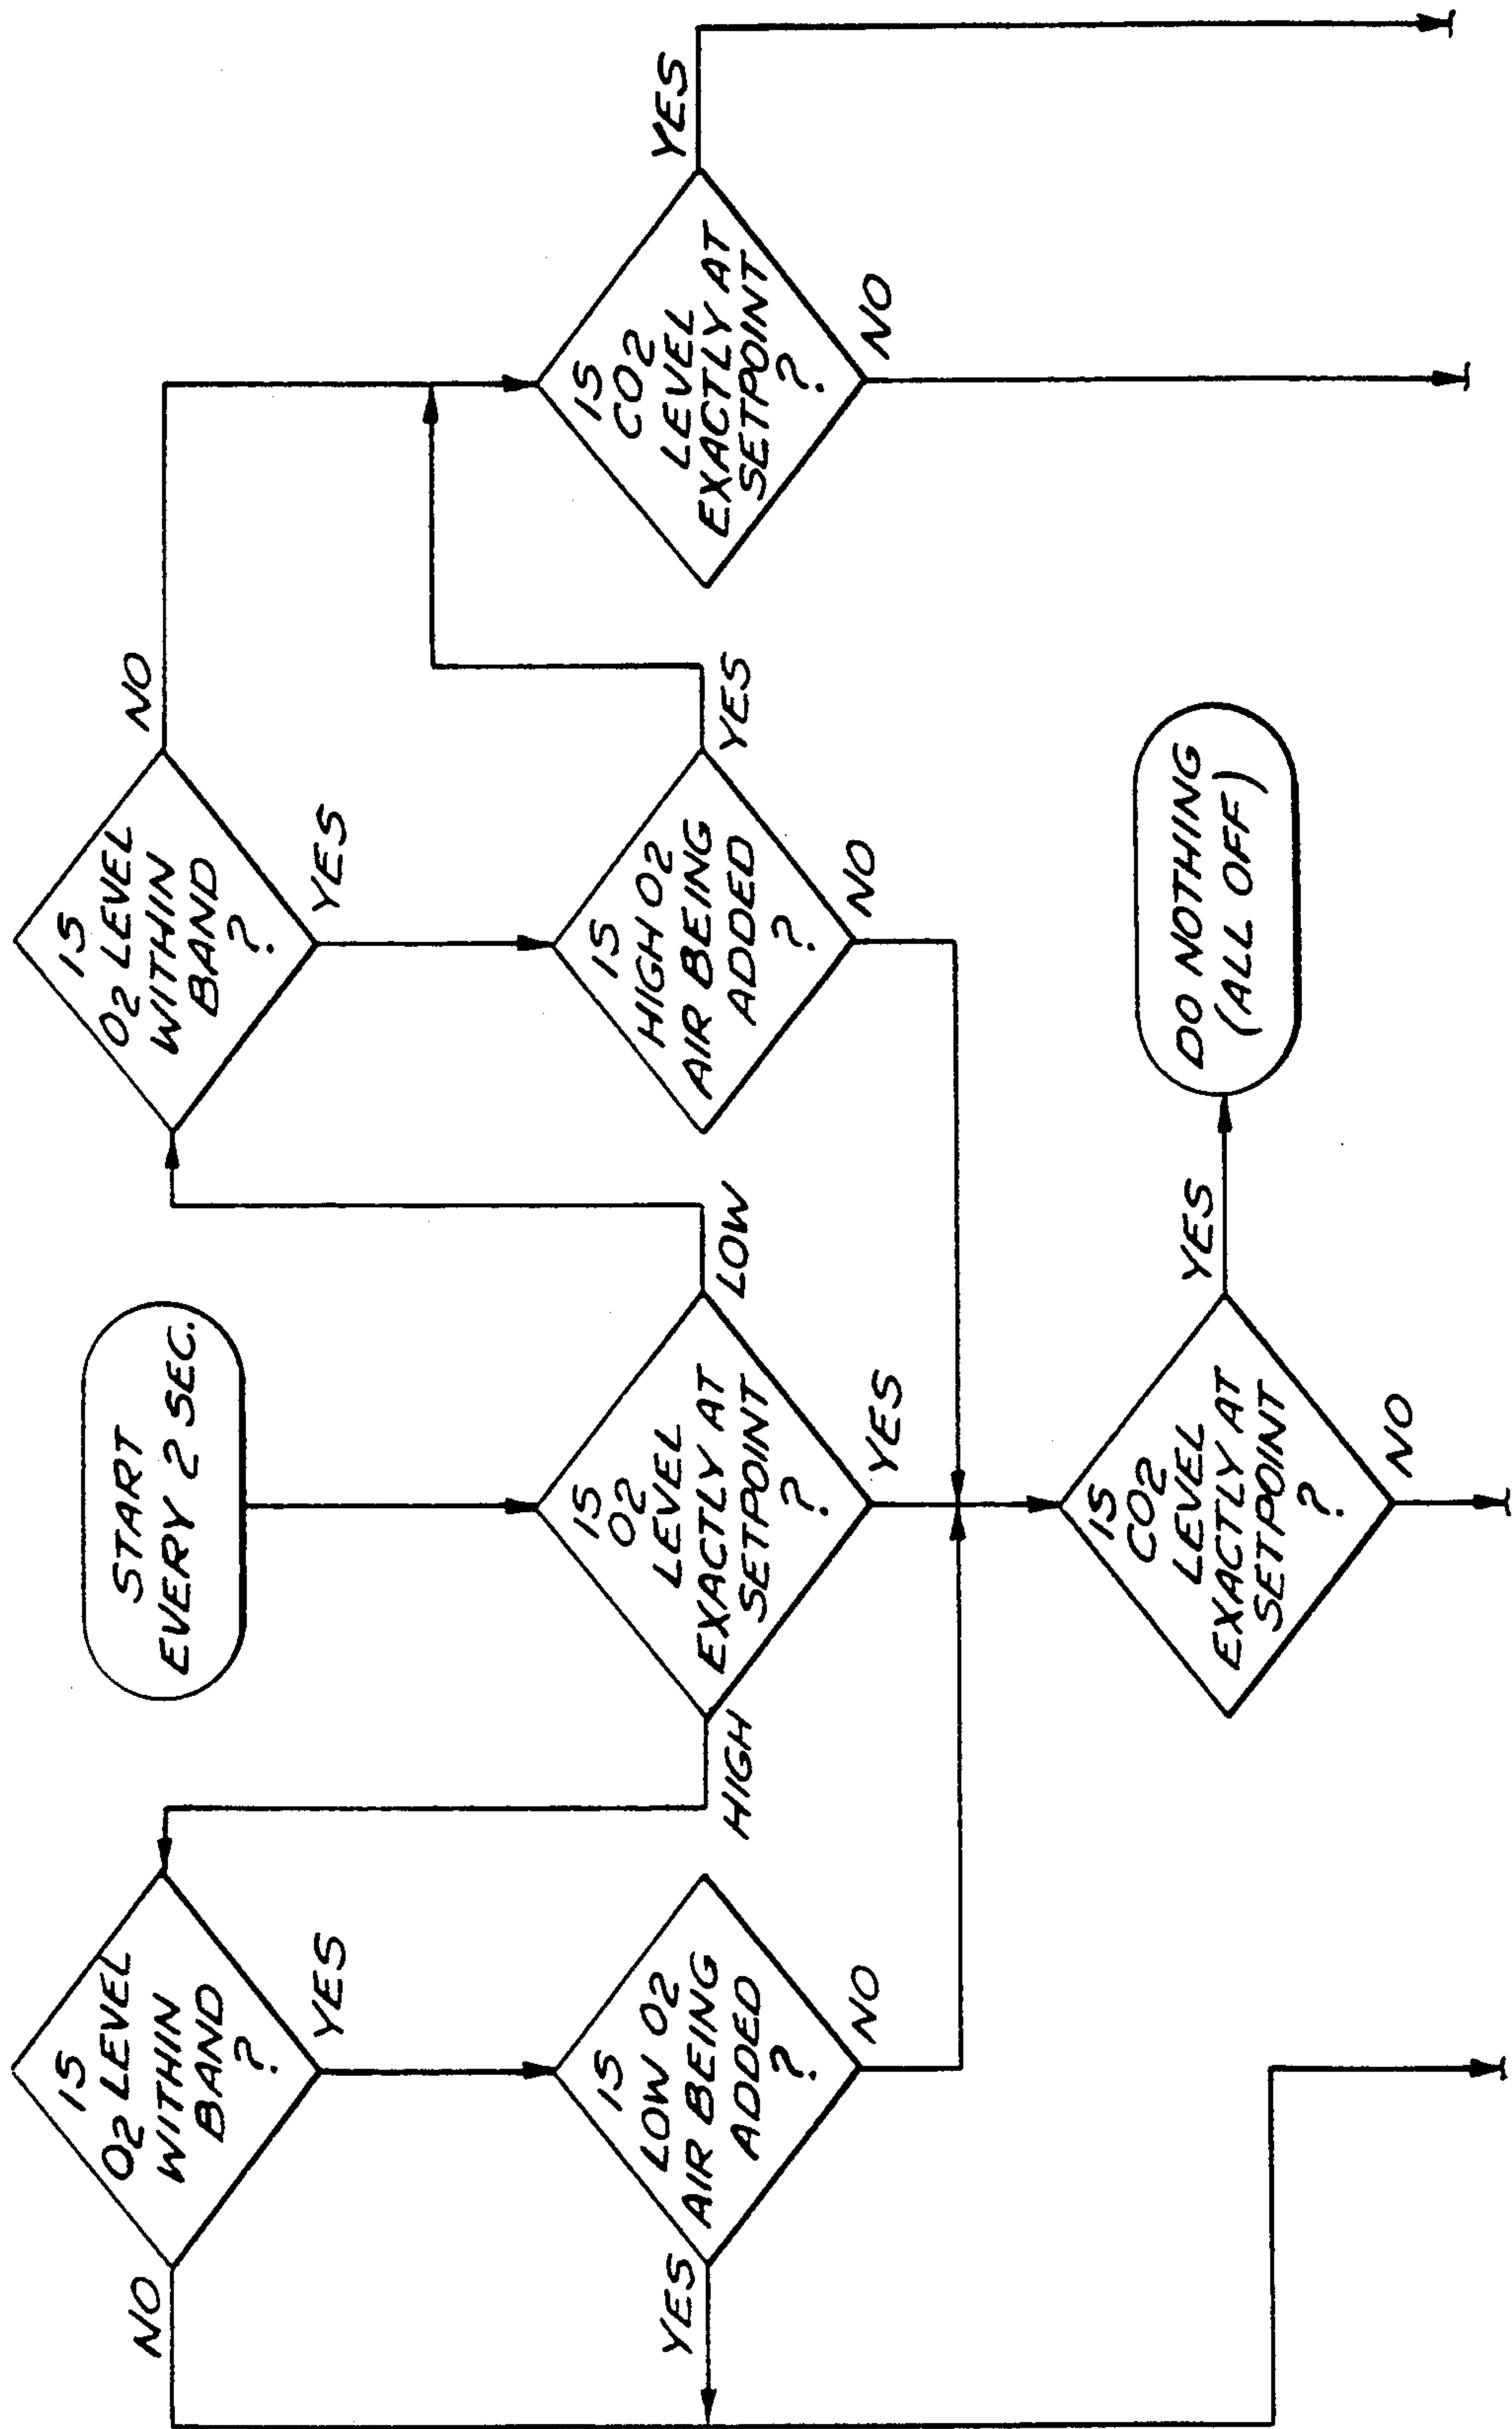 START
EVERY 2 SEC.
IS
O2 LEVEL
WITHIN
BAND
?
NO
YES
IS
O2 LEVEL
WITHIN
BAND
?
NO
YES
IS
LOW O2
AIR BEING
ADDED
?
YES
NO
IS
O2
LEVEL
EXACTLY AT
SETPOINT
?
HIGH
LOW
YES
IS
HIGH O2
AIR BEING
ADDED
?
YES
NO
IS
CO2
LEVEL
EXACTLY AT
SETPOINT
?
YES
NO
IS
CO2
LEVEL
EXACTLY AT
SETPOINT
?
YES
NO
DO NOTHING
(ALL OFF)